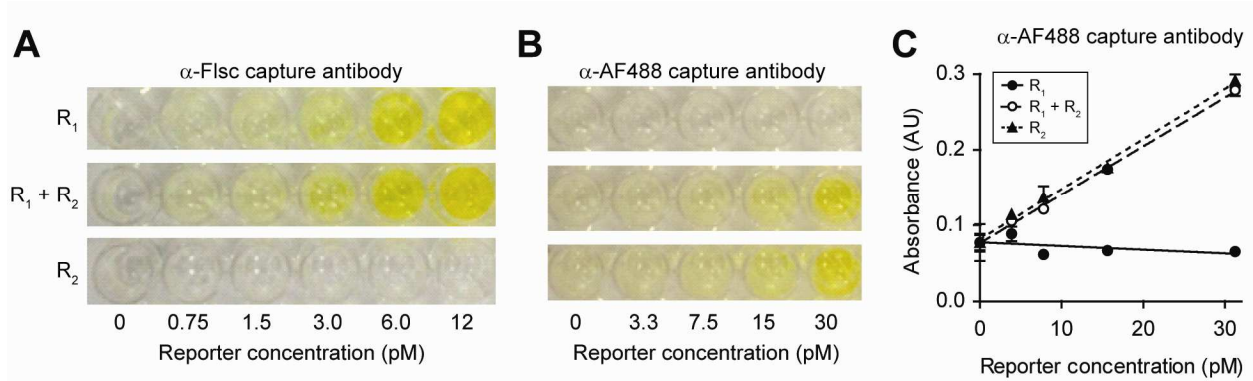 A
α-Flsc capture antibody
R₁
R₁ + R₂
R₂
0 0.75 1.5 3.0 6.0 12
Reporter concentration (pM)
B
α-AF488 capture antibody
0 3.3 7.5 15 30
Reporter concentration (pM)
C
α-AF488 capture antibody
R₁
R₁ + R₂
R₂
Absorbance (AU)
0.3
0.2
0.1
0.0
0 10 20 30
Reporter concentration (pM)